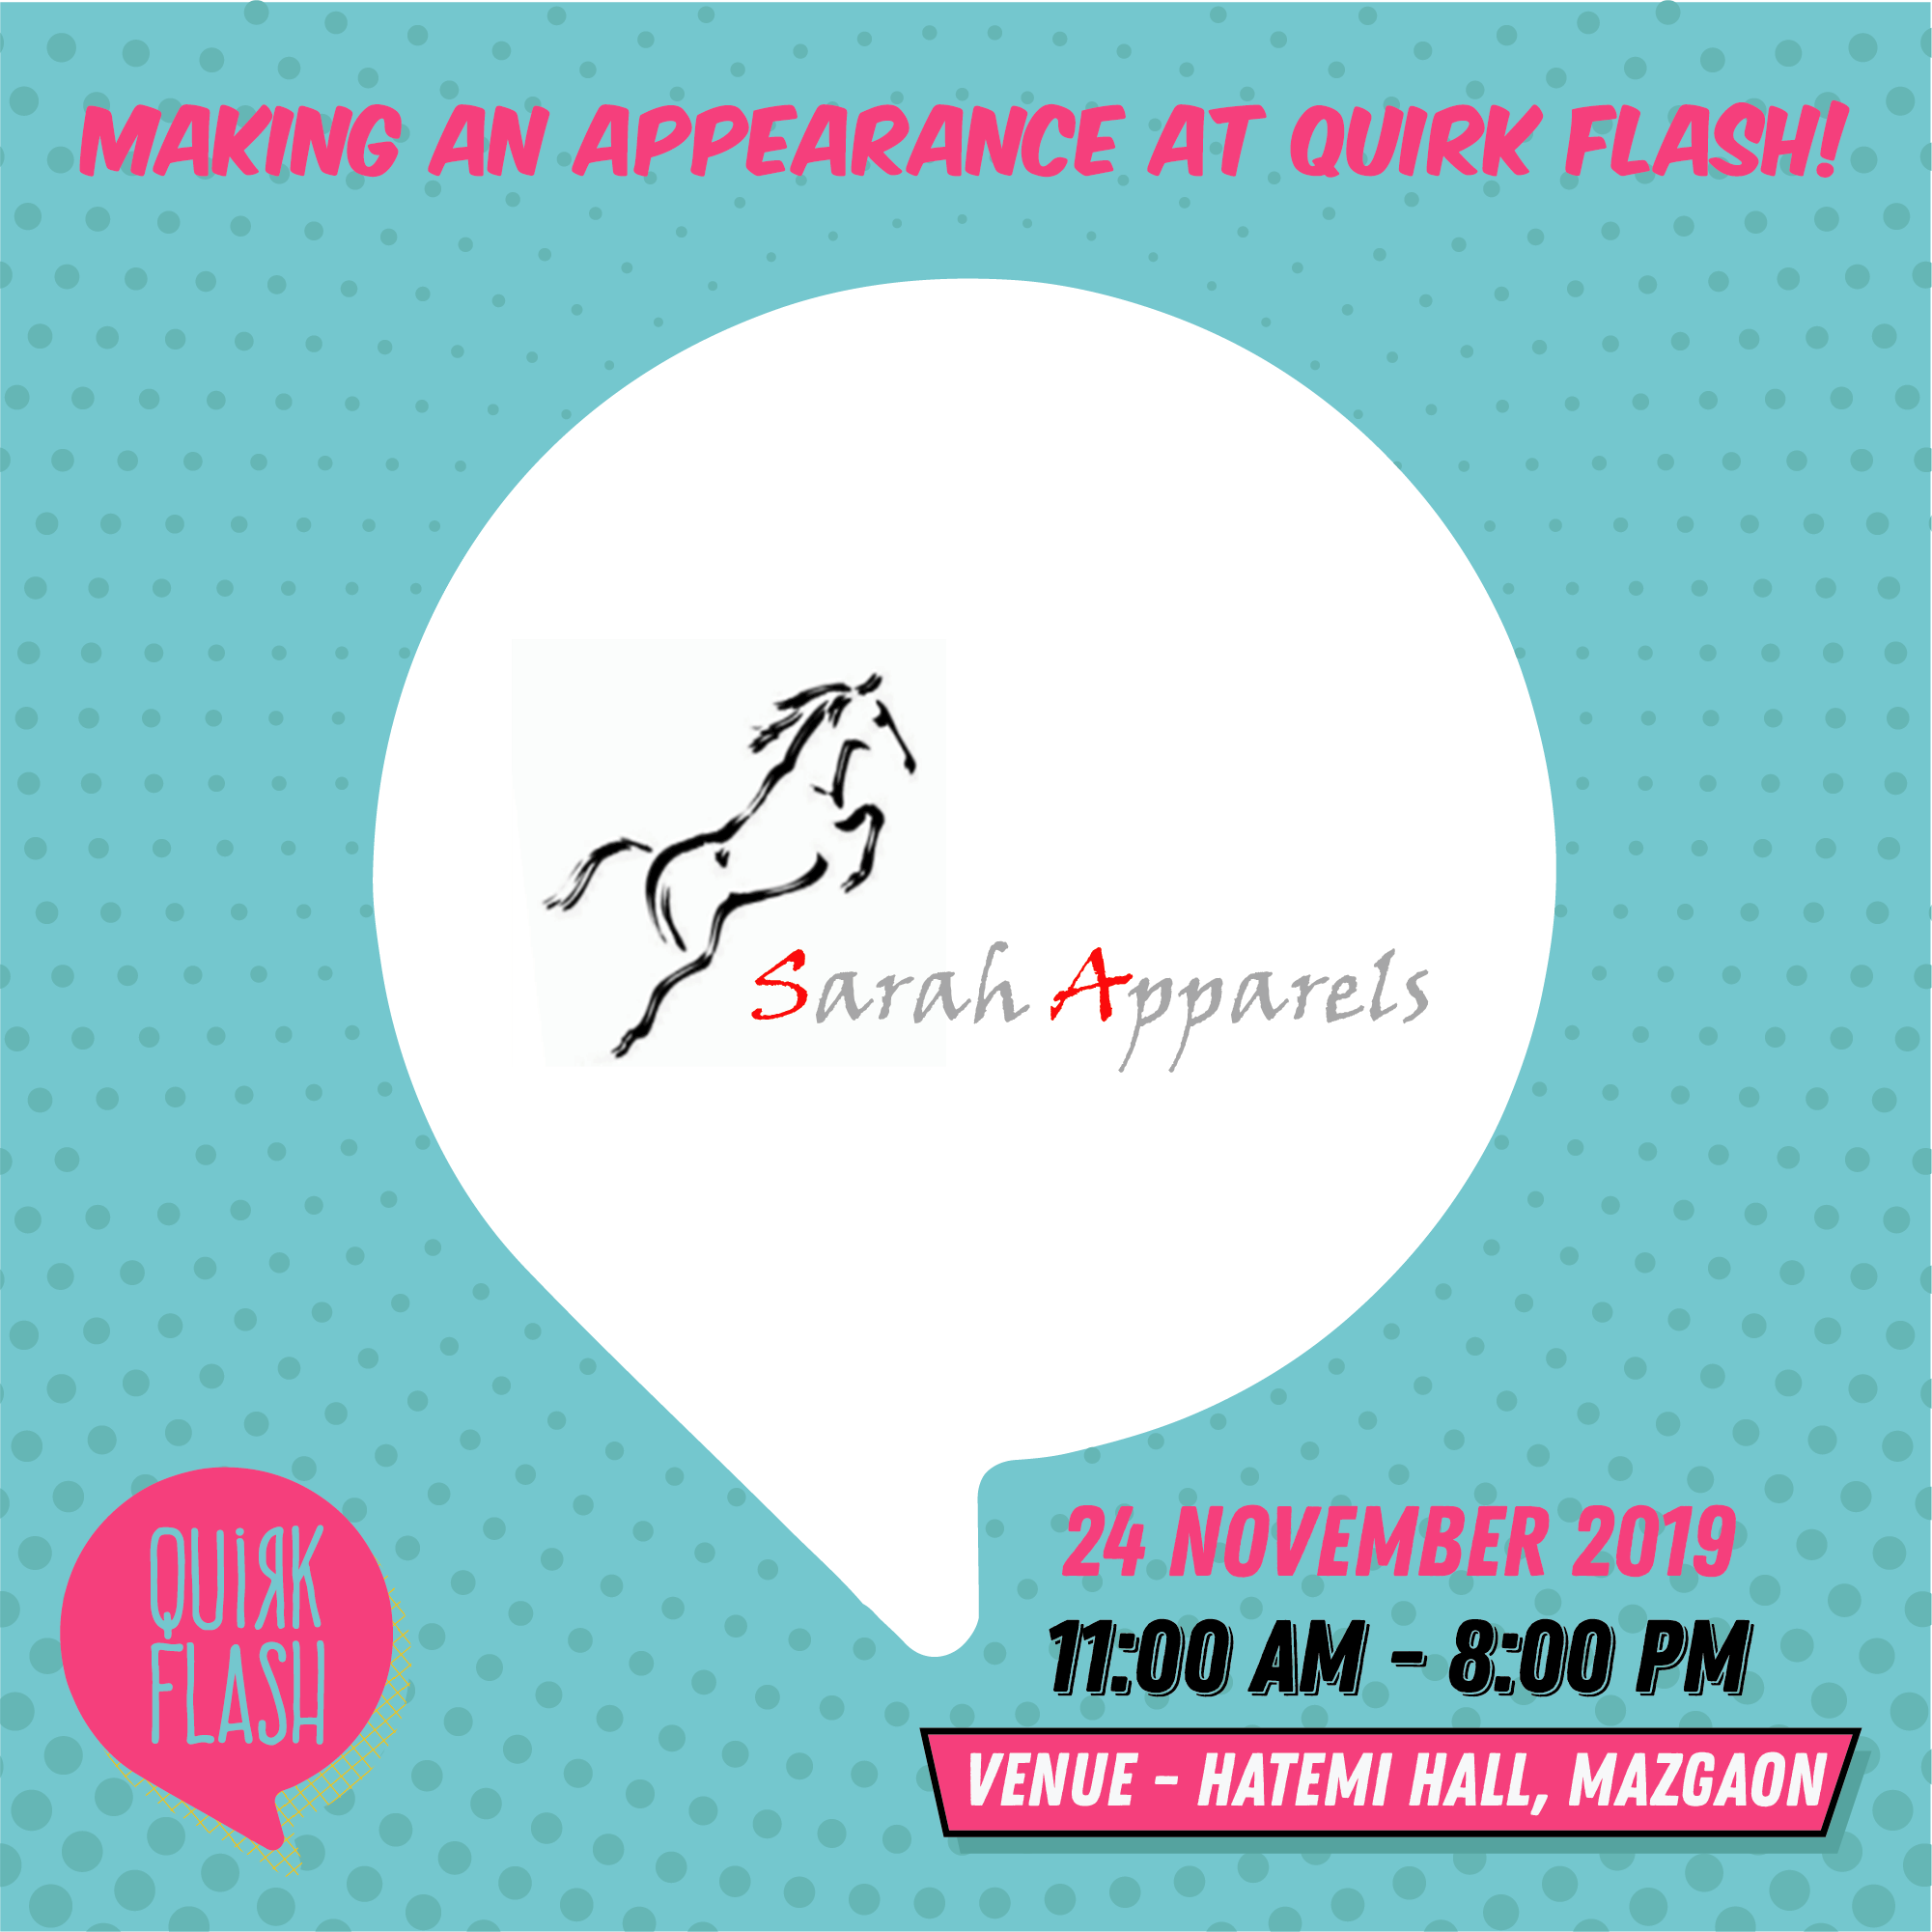 MAKING AN APPEARANCE AT QUIRK FLASH!
Sarah Apparels
24 NOVEMBER 2019
11:00 AM - 8:00 PM
VENUE - HATEMI HALL, MAZGAON
QUiRK
FLASH